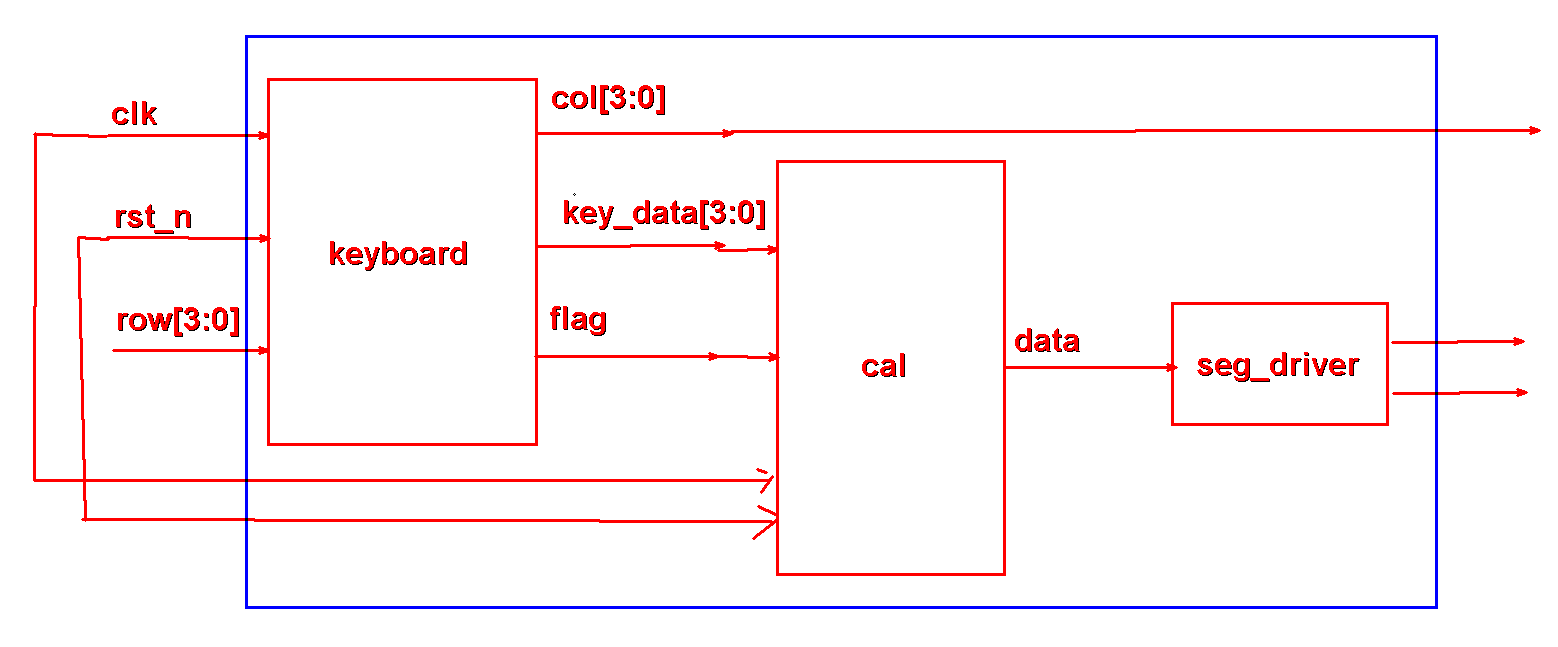 clk
col[3:0]
rst_n
key_data[3:0]
keyboard
row[3:0]
flag
data
cal
seg_driver